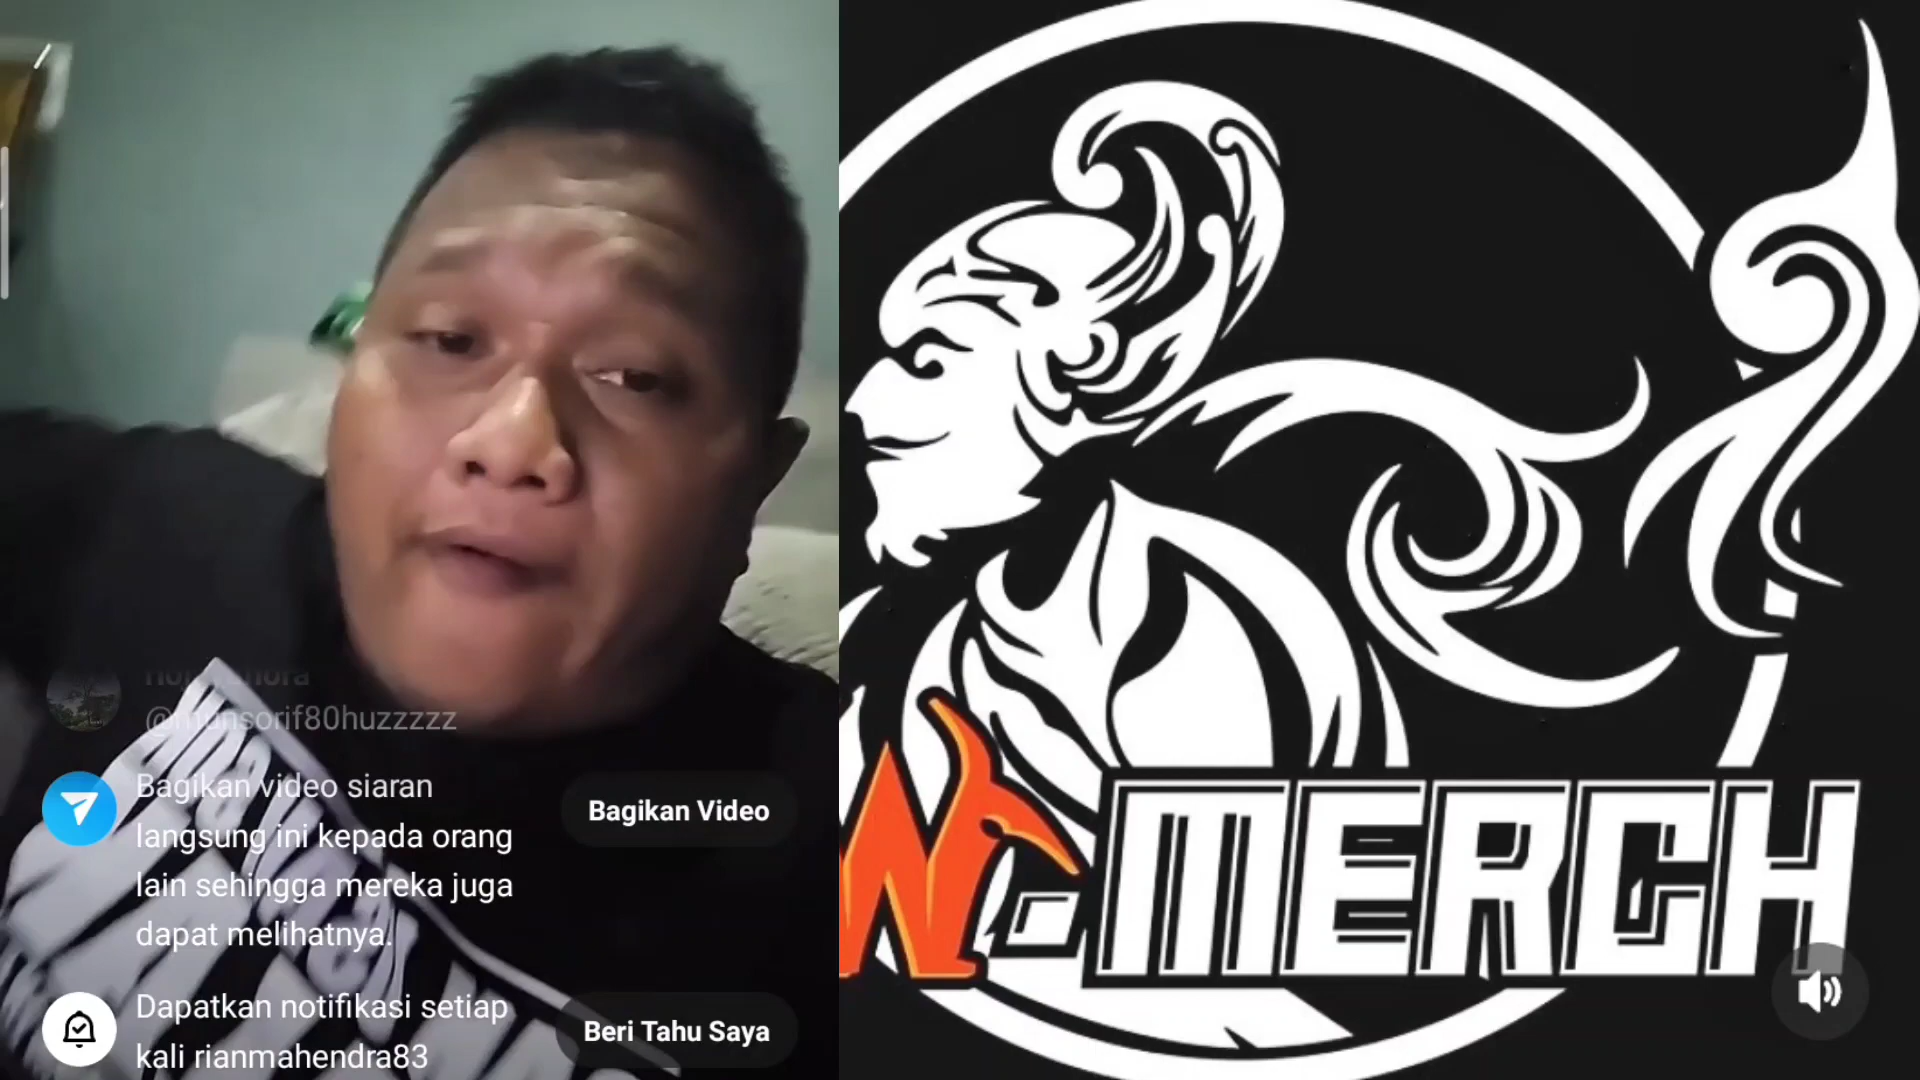 @munsorif80huzzzzz
Bagikan video siaran
langsung ini kepada orang
lain sehingga mereka juga
dapat melihatnya.
Bagikan Video
Dapatkan notifikasi setiap
kali rianmahendra83
Beri Tahu Saya
W-MERCH